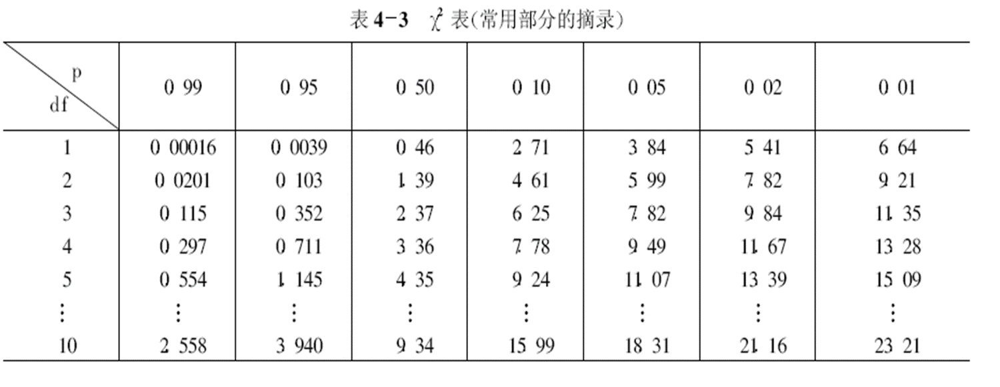 表 4-3 χ² 表(常用部分的摘录)
p
df 0 99 0 95 0 50 0 10 0 05 0 02 0 01
1 0 00016 0 0039 0 46 2 71 3 84 5 41 6 64
2 0 0201 0 103 1. 39 4 61 5 99 7. 82 9 21
3 0 115 0 352 2 37 6 25 7. 82 9 84 11. 35
4 0 297 0 711 3 36 7. 78 9 49 11. 67 13 28
5 0 554 1. 145 4 35 9 24 11. 07 13 39 15 09
⋮ ⋮ ⋮ ⋮ ⋮ ⋮ ⋮ ⋮
10 2 558 3 940 9 34 15 99 18 31 21. 16 23 21